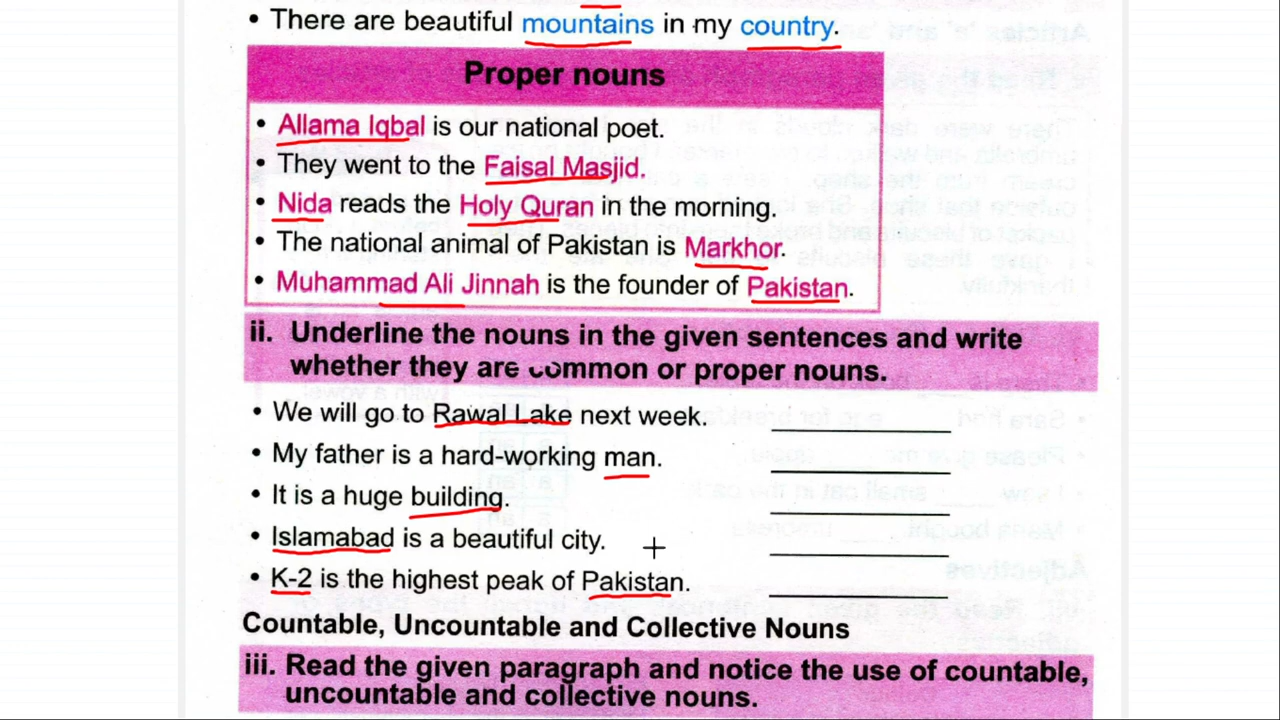 • There are beautiful mountains in my country.
Proper nouns
• Allama Iqbal is our national poet.
• They went to the Faisal Masjid.
• Nida reads the Holy Quran in the morning.
• The national animal of Pakistan is Markhor.
• Muhammad Ali Jinnah is the founder of Pakistan.
ii. Underline the nouns in the given sentences and write
whether they are common or proper nouns.
• We will go to Rawal Lake next week.
• My father is a hard-working man.
• It is a huge building.
• Islamabad is a beautiful city.
• K-2 is the highest peak of Pakistan.
Countable, Uncountable and Collective Nouns
iii. Read the given paragraph and notice the use of countable,
uncountable and collective nouns.